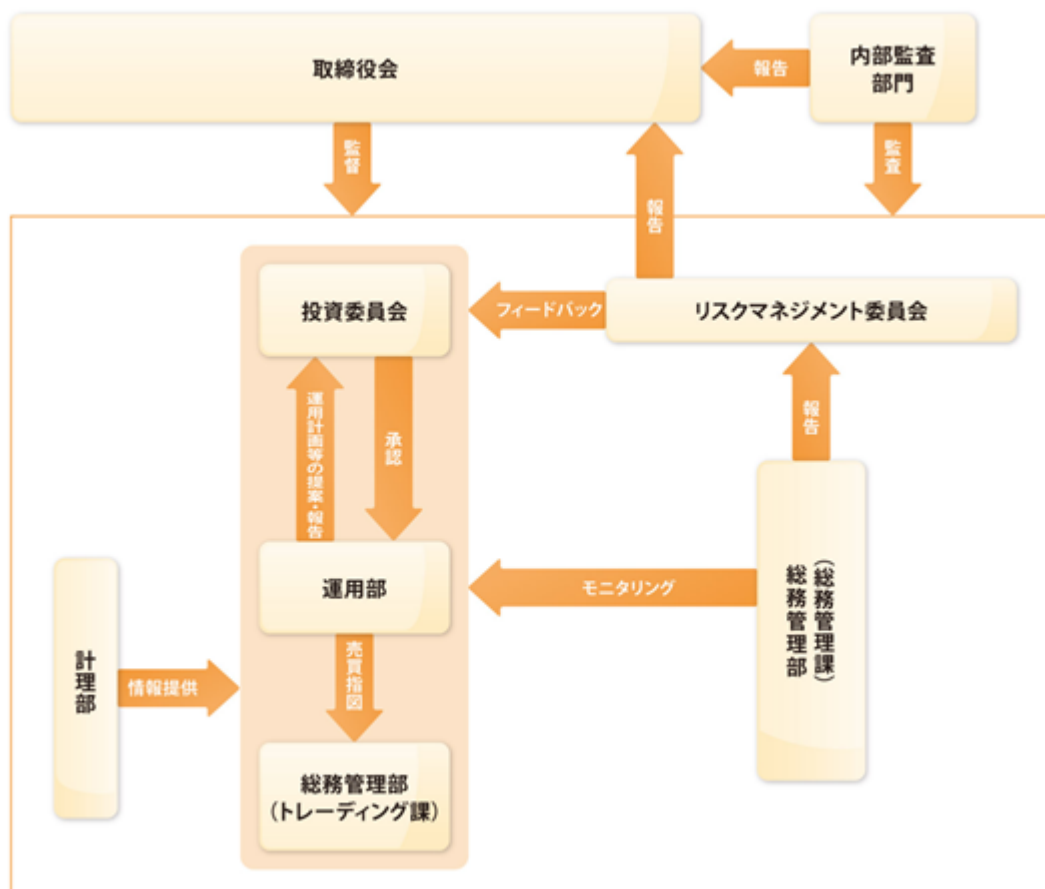 取締役会
報告
内部監査
部門
監督
監査
報告
投資委員会
フィードバック
リスクマネジメント委員会
運用計画等の提案・報告
承認
報告
運用部
モニタリング
総務管理部
（総務管理課）
計理部
情報提供
売買指図
総務管理部
（トレーディング課）